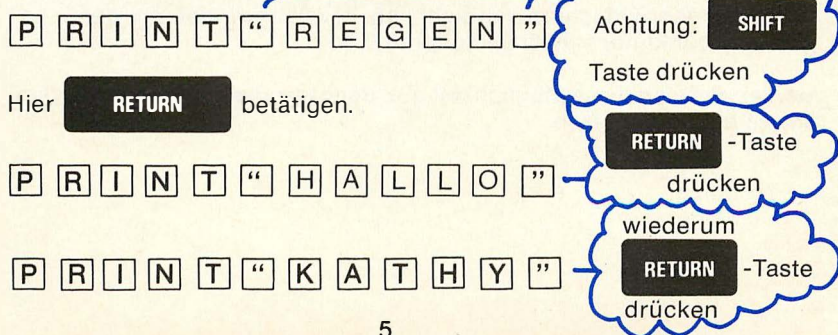 PRINT“REGEN”
Achtung: SHIFT
Taste drücken
Hier RETURN betätigen.
PRINT“HALLO”
RETURN -Taste
drücken
PRINT“KATHY”
wiederum
RETURN -Taste
drücken
5